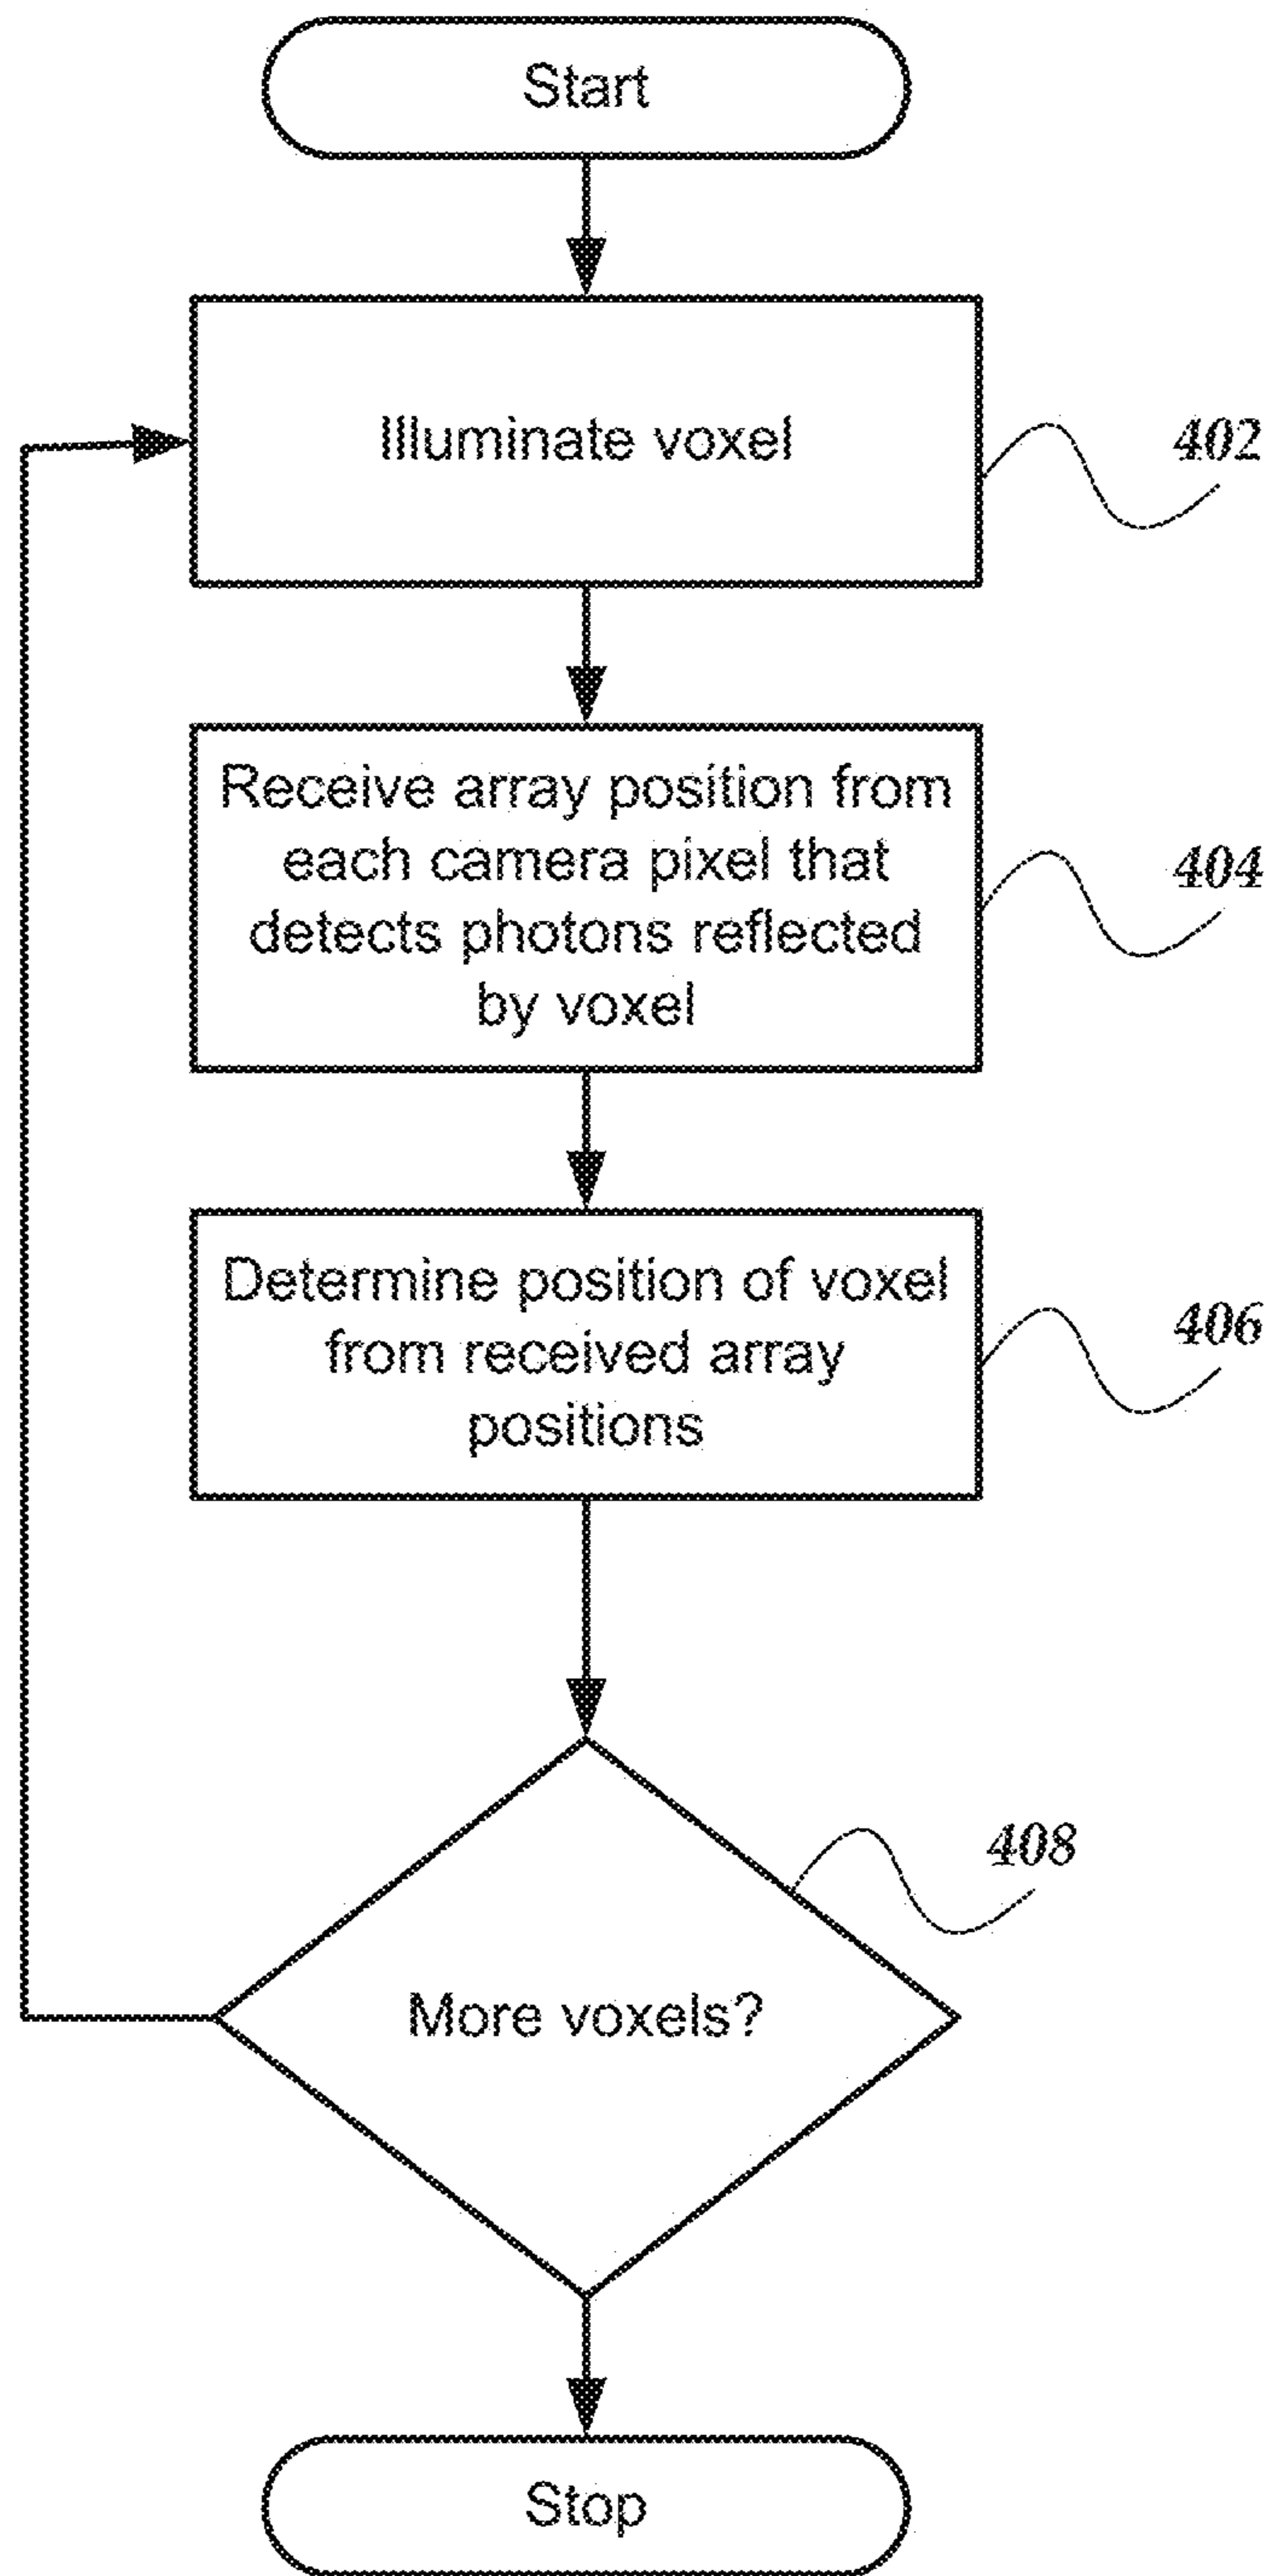 Start
Illuminate voxel
402
Receive array position from
each camera pixel that
detects photons reflected
by voxel
404
Determine position of voxel
from received array
positions
406
408
More voxels?
Stop